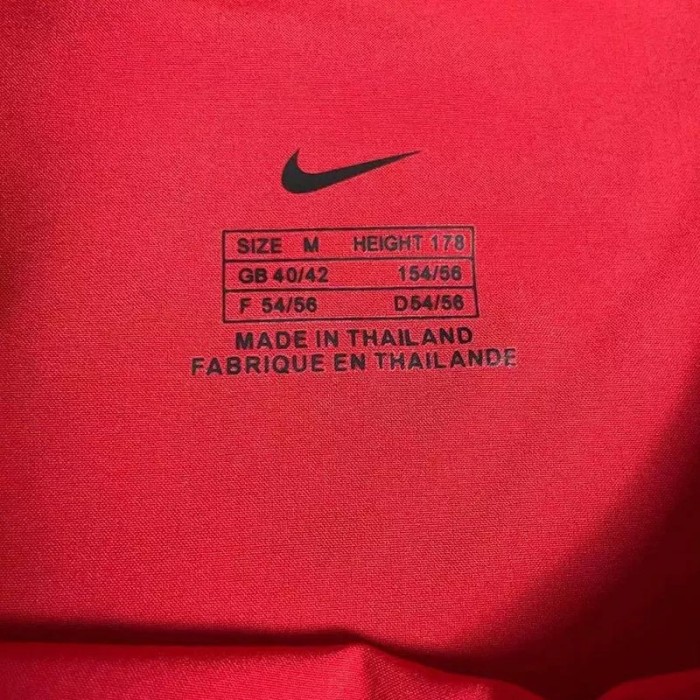 SIZE M HEIGHT 178
GB 40/42 154/56
F 54/56 D54/56
MADE IN THAILAND
FABRIQUE EN THAILANDE